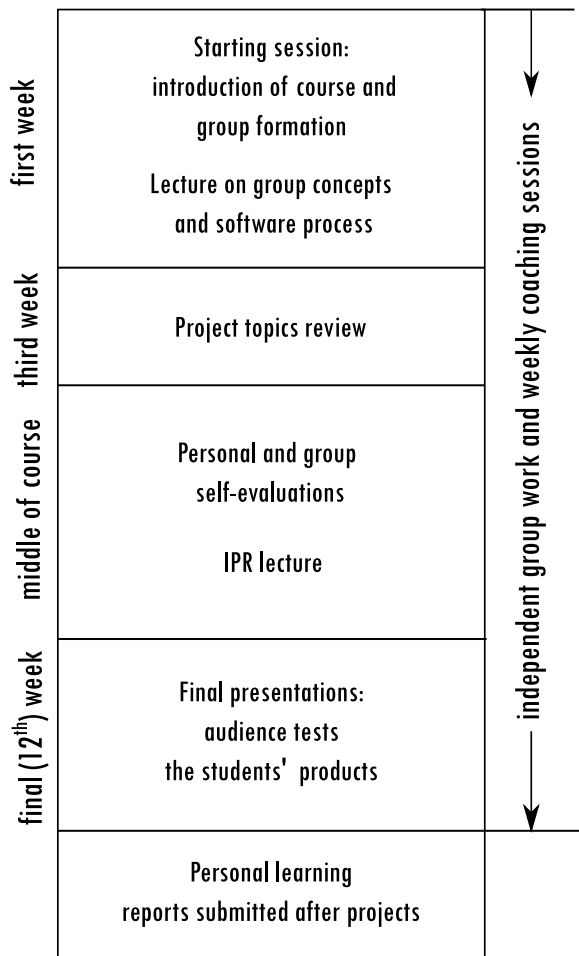 first week
Starting session:
introduction of course and
group formation
Lecture on group concepts
and software process
third week
Project topics review
middle of course
Personal and group
self-evaluations
IPR lecture
final (12th) week
Final presentations:
audience tests
the students' products
Personal learning
reports submitted after projects
independent group work and weekly coaching sessions